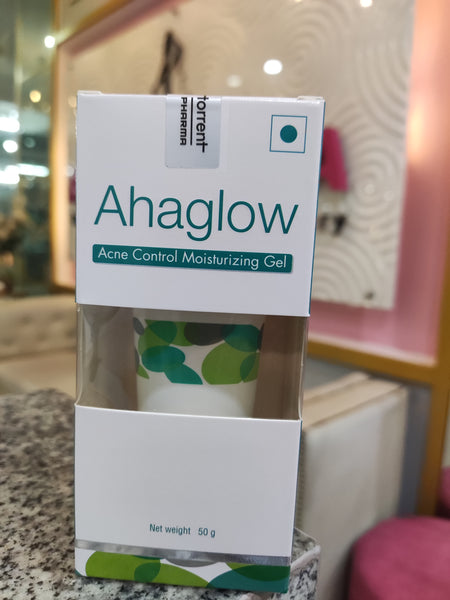 torrent
PHARMA
Ahaglow
Acne Control Moisturizing Gel
Net weight 50 g